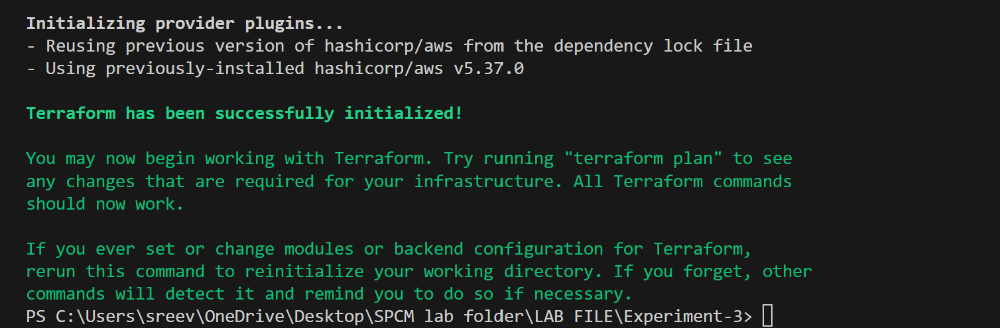 Initializing provider plugins...
- Reusing previous version of hashicorp/aws from the dependency lock file
- Using previously-installed hashicorp/aws v5.37.0
Terraform has been successfully initialized!
You may now begin working with Terraform. Try running "terraform plan" to see
any changes that are required for your infrastructure. All Terraform commands
should now work.
If you ever set or change modules or backend configuration for Terraform,
rerun this command to reinitialize your working directory. If you forget, other
commands will detect it and remind you to do so if necessary.
PS C:\Users\sreev\OneDrive\Desktop\SPCM lab folder\LAB FILE\Experiment-3>